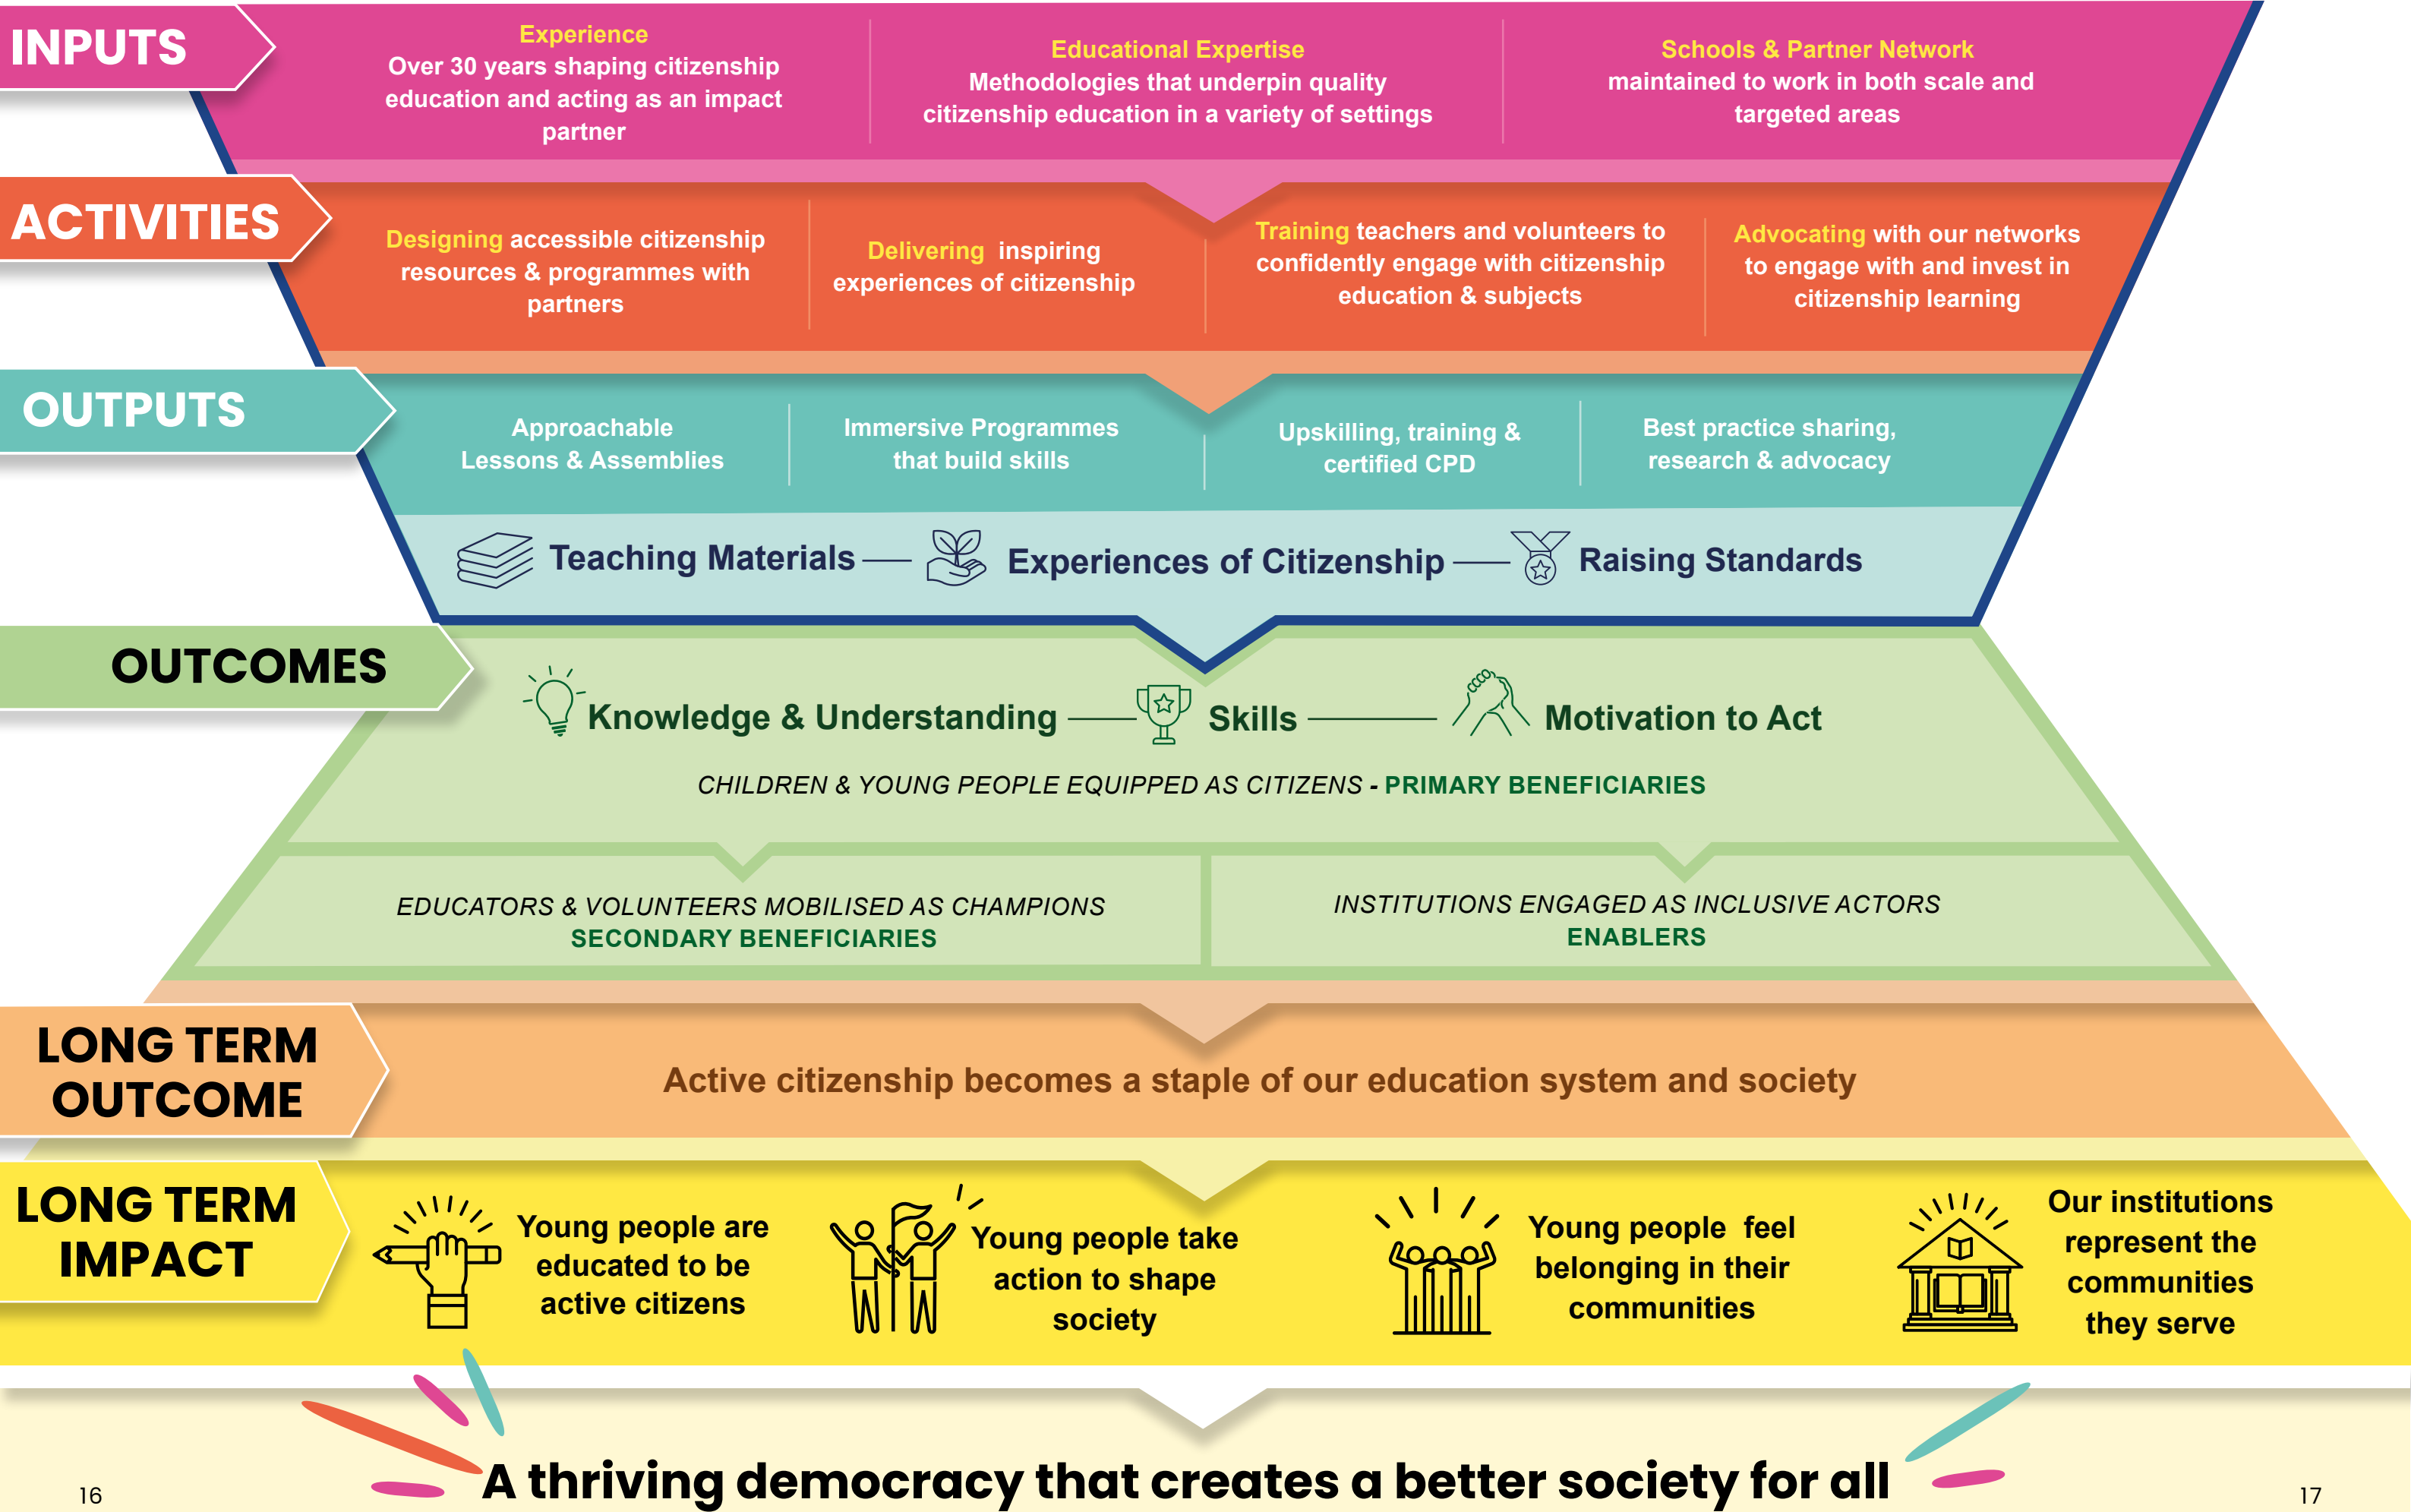 INPUTS
Experience
Over 30 years shaping citizenship
education and acting as an impact
partner
Educational Expertise
Methodologies that underpin quality
citizenship education in a variety of settings
Schools & Partner Network
maintained to work in both scale and
targeted areas
ACTIVITIES
Designing accessible citizenship
resources & programmes with
partners
Delivering inspiring
experiences of citizenship
Training teachers and volunteers to
confidently engage with citizenship
education & subjects
Advocating with our networks
to engage with and invest in
citizenship learning
OUTPUTS
Approachable
Lessons & Assemblies
Immersive Programmes
that build skills
Upskilling, training &
certified CPD
Best practice sharing,
research & advocacy
Teaching Materials
Experiences of Citizenship
Raising Standards
OUTCOMES
Knowledge & Understanding
Skills
Motivation to Act
CHILDREN & YOUNG PEOPLE EQUIPPED AS CITIZENS - PRIMARY BENEFICIARIES
EDUCATORS & VOLUNTEERS MOBILISED AS CHAMPIONS
SECONDARY BENEFICIARIES
INSTITUTIONS ENGAGED AS INCLUSIVE ACTORS
ENABLERS
LONG TERM
OUTCOME
Active citizenship becomes a staple of our education system and society
LONG TERM
IMPACT
Young people are
educated to be
active citizens
Young people take
action to shape
society
Young people feel
belonging in their
communities
Our institutions
represent the
communities
they serve
A thriving democracy that creates a better society for all
16
17